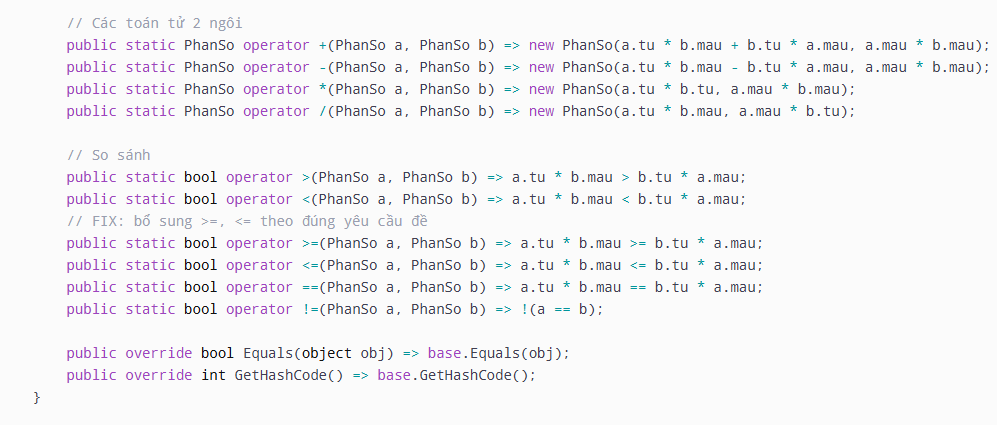 // Các toán tử 2 ngôi
public static PhanSo operator +(PhanSo a, PhanSo b) => new PhanSo(a.tu * b.mau + b.tu * a.mau, a.mau * b.mau);
public static PhanSo operator -(PhanSo a, PhanSo b) => new PhanSo(a.tu * b.mau - b.tu * a.mau, a.mau * b.mau);
public static PhanSo operator *(PhanSo a, PhanSo b) => new PhanSo(a.tu * b.tu, a.mau * b.mau);
public static PhanSo operator /(PhanSo a, PhanSo b) => new PhanSo(a.tu * b.mau, a.mau * b.tu);
// So sánh
public static bool operator >(PhanSo a, PhanSo b) => a.tu * b.mau > b.tu * a.mau;
public static bool operator <(PhanSo a, PhanSo b) => a.tu * b.mau < b.tu * a.mau;
// FIX: bổ sung >=, <= theo đúng yêu cầu đề
public static bool operator >=(PhanSo a, PhanSo b) => a.tu * b.mau >= b.tu * a.mau;
public static bool operator <=(PhanSo a, PhanSo b) => a.tu * b.mau <= b.tu * a.mau;
public static bool operator ==(PhanSo a, PhanSo b) => a.tu * b.mau == b.tu * a.mau;
public static bool operator !=(PhanSo a, PhanSo b) => !(a == b);
public override bool Equals(object obj) => base.Equals(obj);
public override int GetHashCode() => base.GetHashCode();
}